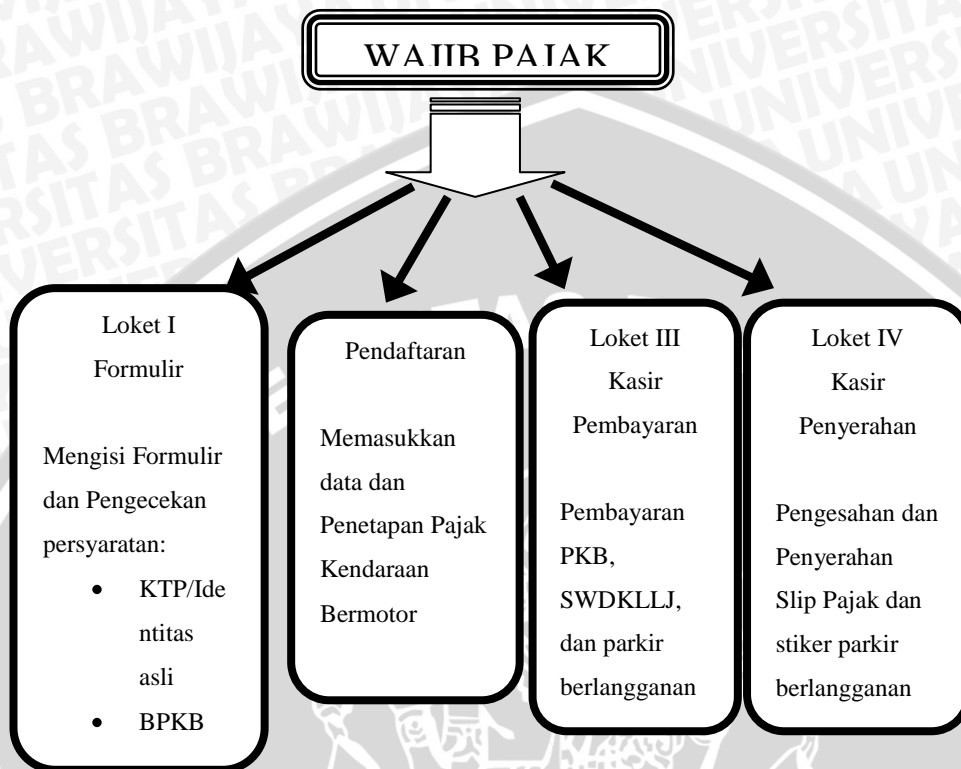 WAJIB PAJAK
Loket I
Formulir
Mengisi Formulir
dan Pengecekan
persyaratan:
• KTP/Ide
ntitas
asli
• BPKB
Pendaftaran
Memasukkan
data dan
Penetapan Pajak
Kendaraan
Bermotor
Loket III
Kasir
Pembayaran
Pembayaran
PKB,
SWDKLLJ,
dan parkir
berlangganan
Loket IV
Kasir
Penyerahan
Pengesahan dan
Penyerahan
Slip Pajak dan
stiker parkir
berlangganan